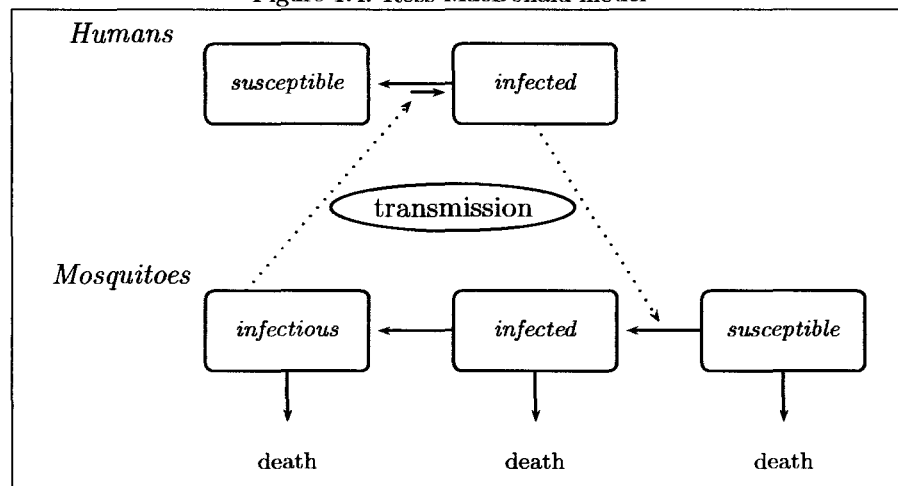 Humans
susceptible infected
transmission
Mosquitoes
infectious infected susceptible
death death death